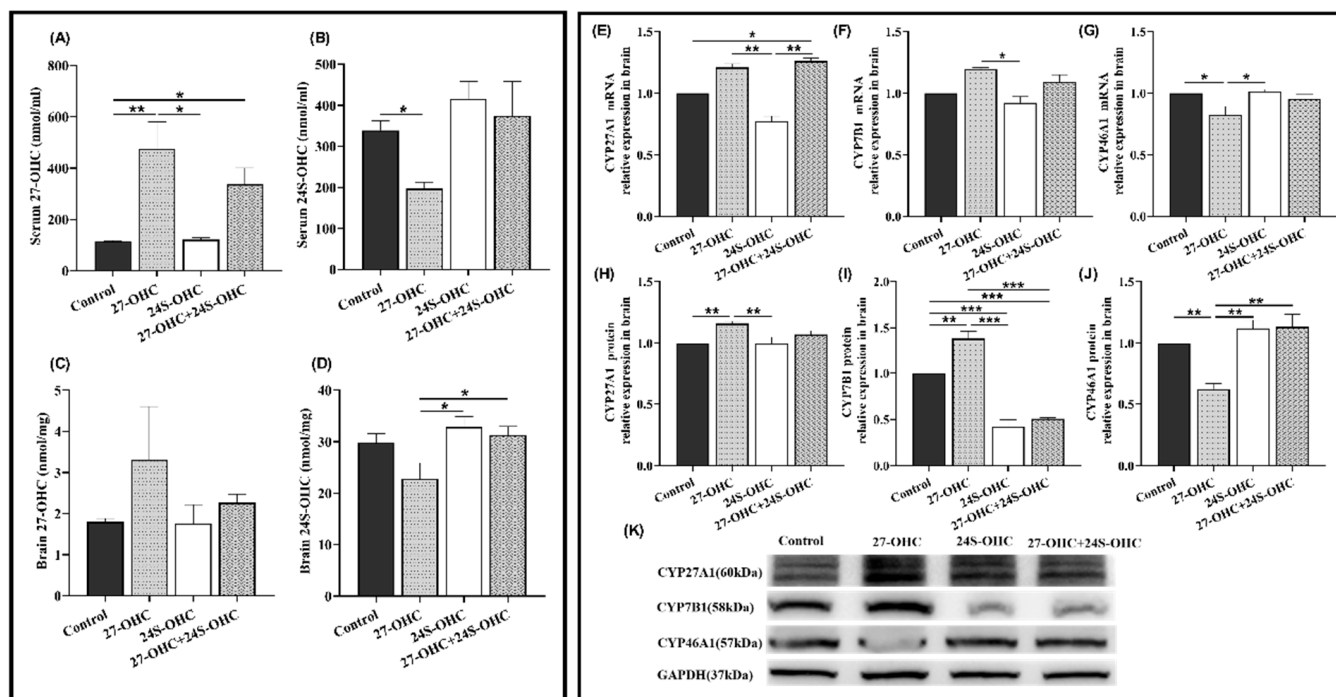 (A)
Serum 27-OHC (nmol/ml)
600
400
200
0
** *
*
Control
27-OHC
24S-OHC
27-OHC+24S-OHC
(B)
Serum 24S-OHC (nmol/ml)
400
300
200
100
0
*
Control
27-OHC
24S-OHC
27-OHC+24S-OHC
(C)
Brain 27-OHC (nmol/mg)
5
4
3
2
1
0
Control
27-OHC
24S-OHC
27-OHC+24S-OHC
(D)
Brain 24S-OHC (nmol/mg)
40
30
20
10
0
*
*
Control
27-OHC
24S-OHC
27-OHC+24S-OHC
(E)
CYP27A1 mRNA
relative expression in brain
1.5
1.0
0.5
0.0
*
** **
Control
27-OHC
24S-OHC
27-OHC+24S-OHC
(F)
CYP7B1 mRNA
relative expression in brain
1.5
1.0
0.5
0.0
*
Control
27-OHC
24S-OHC
27-OHC+24S-OHC
(G)
CYP46A1 mRNA
relative expression in brain
1.5
1.0
0.5
0.0
* *
Control
27-OHC
24S-OHC
27-OHC+24S-OHC
(H)
CYP27A1 protein
relative expression in brain
1.5
1.0
0.5
0.0
** **
Control
27-OHC
24S-OHC
27-OHC+24S-OHC
(I)
CYP7B1 protein
relative expression in brain
2.0
1.5
1.0
0.5
0.0
***
***
***
** ***
Control
27-OHC
24S-OHC
27-OHC+24S-OHC
(J)
CYP46A1 protein
relative expression in brain
1.5
1.0
0.5
0.0
**
** **
Control
27-OHC
24S-OHC
27-OHC+24S-OHC
(K)
Control 27-OHC 24S-OHC 27-OHC+24S-OHC
CYP27A1(60kDa)
CYP7B1(58kDa)
CYP46A1(57kDa)
GAPDH(37kDa)